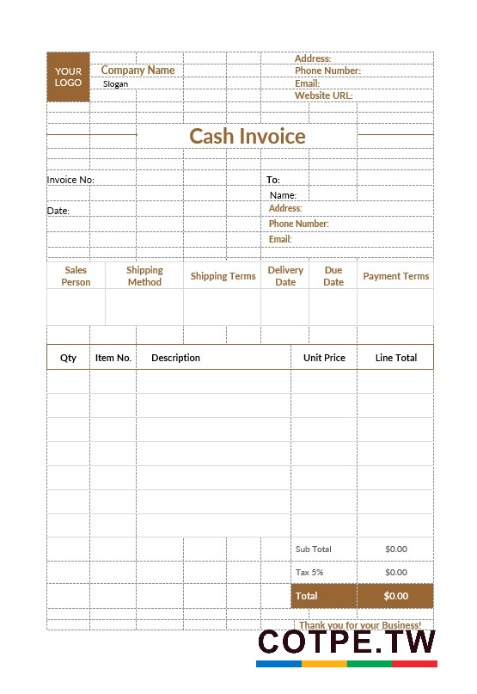 YOUR
LOGO
Company Name
Slogan
Address:
Phone Number:
Email:
Website URL:
Cash Invoice
Invoice No:
Date:
To:
Name:
Address:
Phone Number:
Email:
Sales
Person
Shipping
Method
Shipping Terms
Delivery
Date
Due
Date
Payment Terms
Qty Item No. Description Unit Price Line Total
Sub Total $0.00
Tax 5% $0.00
Total $0.00
Thank you for your Business!
COTPE.TW